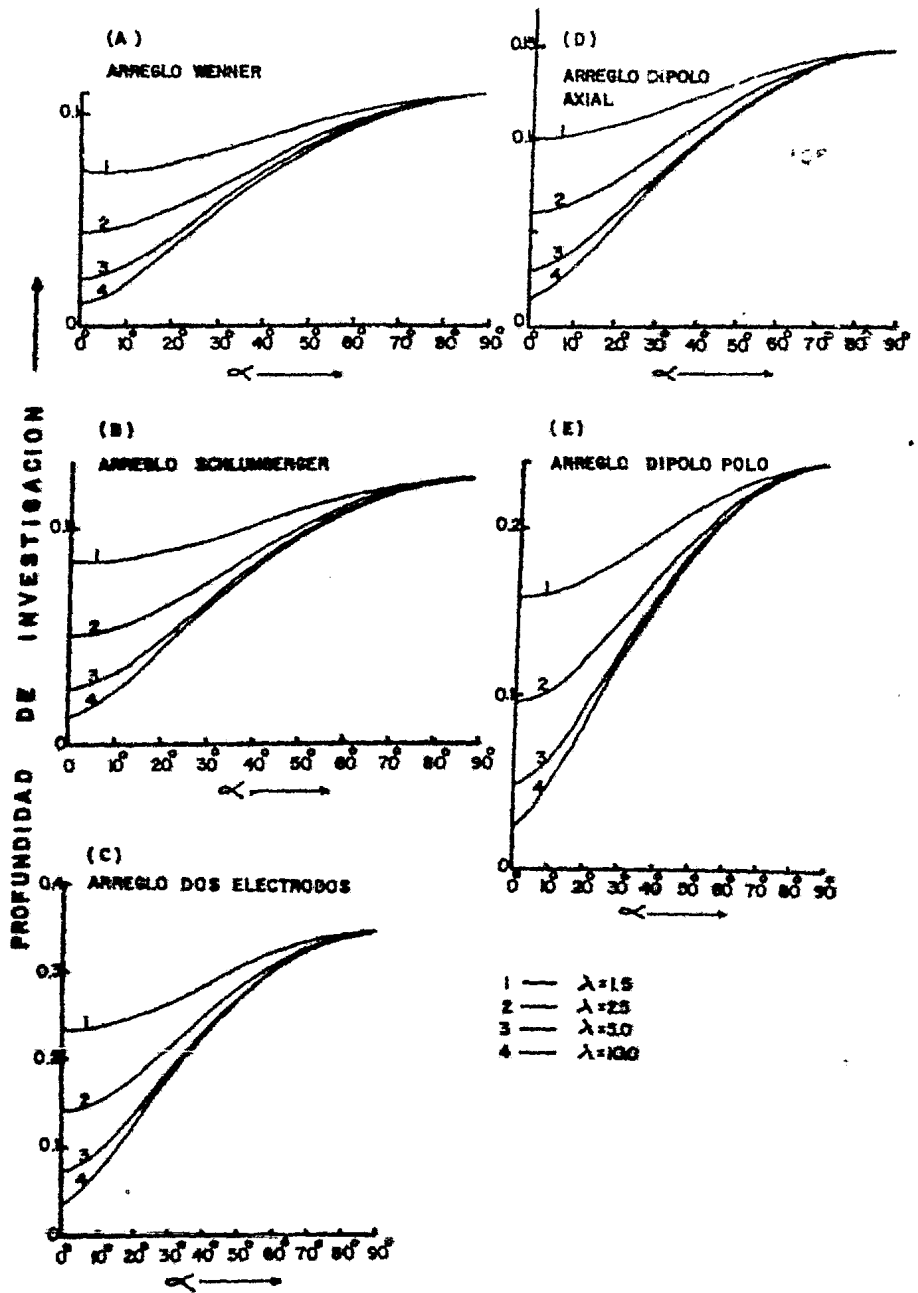 PROFUNDIDAD DE INVESTIGACION
(A)
ARREGLO WENNER
0.1
0
1
2
3
4
0° 10° 20° 30° 40° 50° 60° 70° 80° 90°
α
(B)
ARREGLO SCHLUMBERGER
0.1
0
1
2
3
4
0 10° 20° 30° 40° 50° 60° 70° 80° 90°
α
(C)
ARREGLO DOS ELECTRODOS
0.4
0.3
0.2
0.1
0
1
2
3
4
0° 10° 20° 30° 40° 50° 60° 70° 80° 90°
α
(D)
ARREGLO DIPOLO
AXIAL
0.15
0.1
0
1
2
3
4
0° 10° 20° 30° 40° 50° 60° 70° 80° 90°
α
(E)
ARREGLO DIPOLO POLO
0.2
0.1
0
1
2
3
4
0° 10° 20° 30° 40° 50° 60° 70° 80° 90°
α
1 — λ=1.5
2 — λ=2.5
3 — λ=5.0
4 — λ=10.0